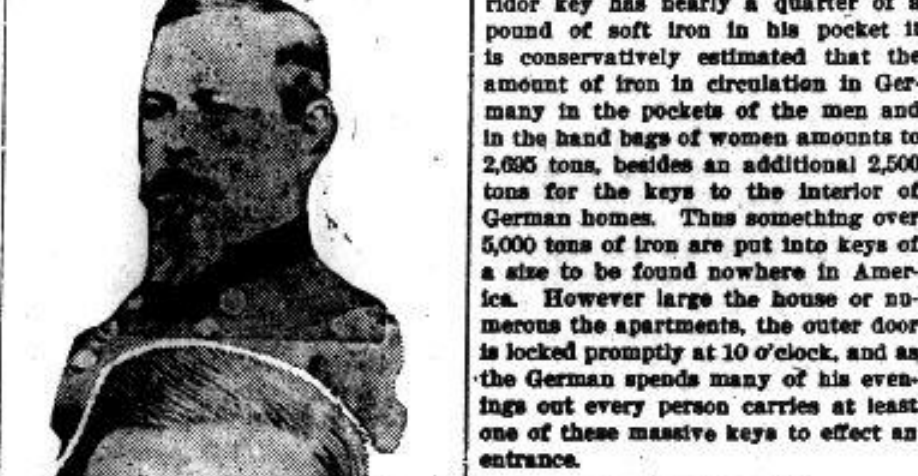 ridor key has nearly a quarter of a
pound of soft iron in his pocket it
is conservatively estimated that the
amount of iron in circulation in Ger-
many in the pockets of the men and
in the hand bags of women amounts to
2,695 tons, besides an additional 2,500
tons for the keys to the interior of
German homes. Thus something over
5,000 tons of iron are put into keys of
a size to be found nowhere in Amer-
ica. However large the house or nu-
merous the apartments, the outer door
is locked promptly at 10 o'clock, and as
the German spends many of his even-
ings out every person carries at least
one of these massive keys to effect an
entrance.